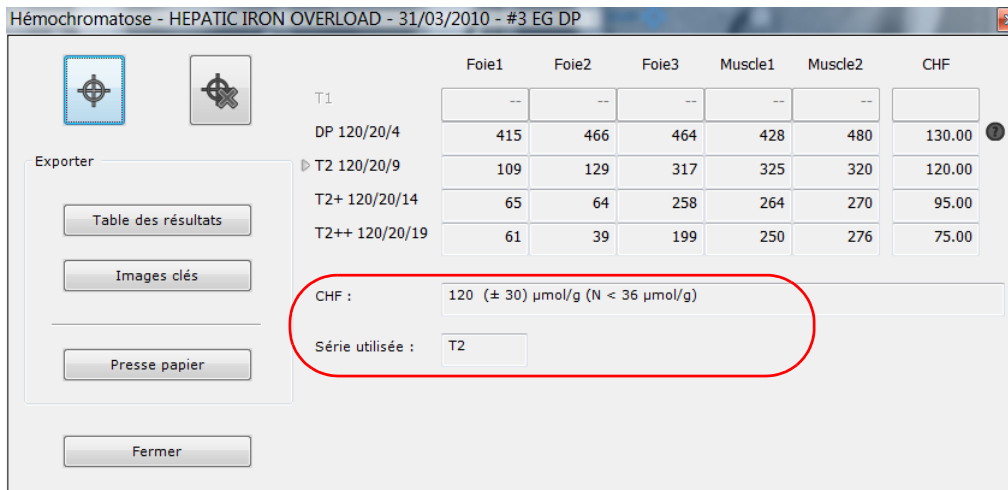 Hémochromatose - HEPATIC IRON OVERLOAD - 31/03/2010 - #3 EG DP
Foie1 Foie2 Foie3 Muscle1 Muscle2 CHF
T1 -- -- -- -- --
DP 120/20/4 415 466 464 428 480 130.00 ?
Exporter
T2 120/20/9 109 129 317 325 320 120.00
T2+ 120/20/14 65 64 258 264 270 95.00
Table des résultats
T2++ 120/20/19 61 39 199 250 276 75.00
Images clés
CHF : 120 (± 30) µmol/g (N < 36 µmol/g)
Série utilisée : T2
Presse papier
Fermer